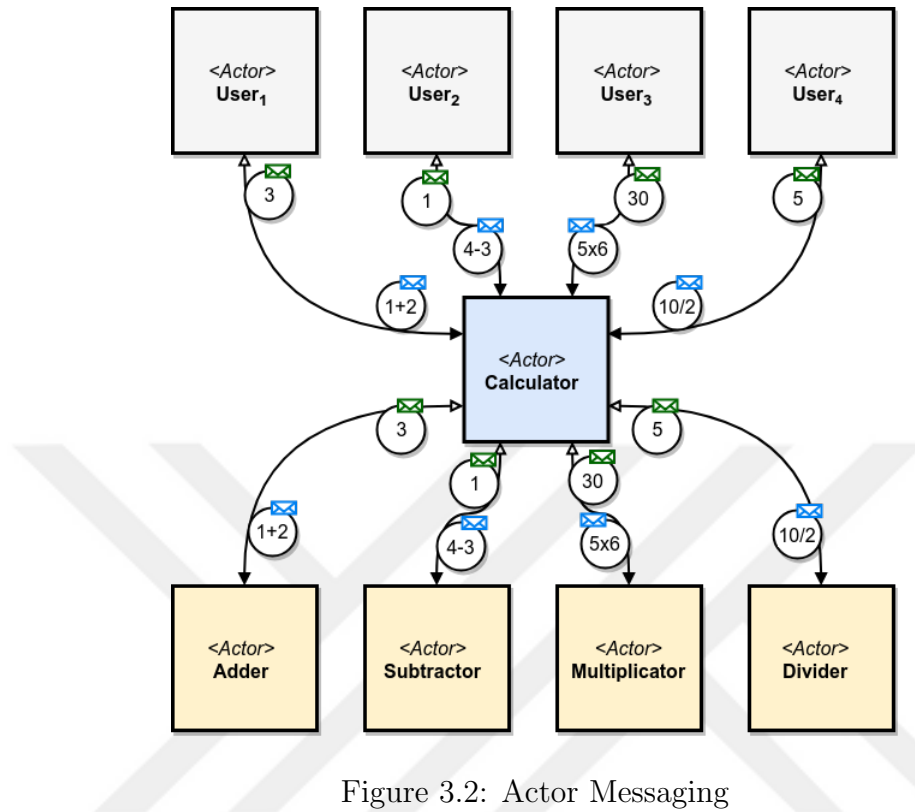 <Actor> <Actor> <Actor> <Actor>
User₁ User₂ User₃ User₄
3 1 30 5
4-3 5x6
1+2 10/2
<Actor>
Calculator
3 5
1 30
1+2 4-3 5x6 10/2
<Actor> <Actor> <Actor> <Actor>
Adder Subtractor Multiplicator Divider
Figure 3.2: Actor Messaging